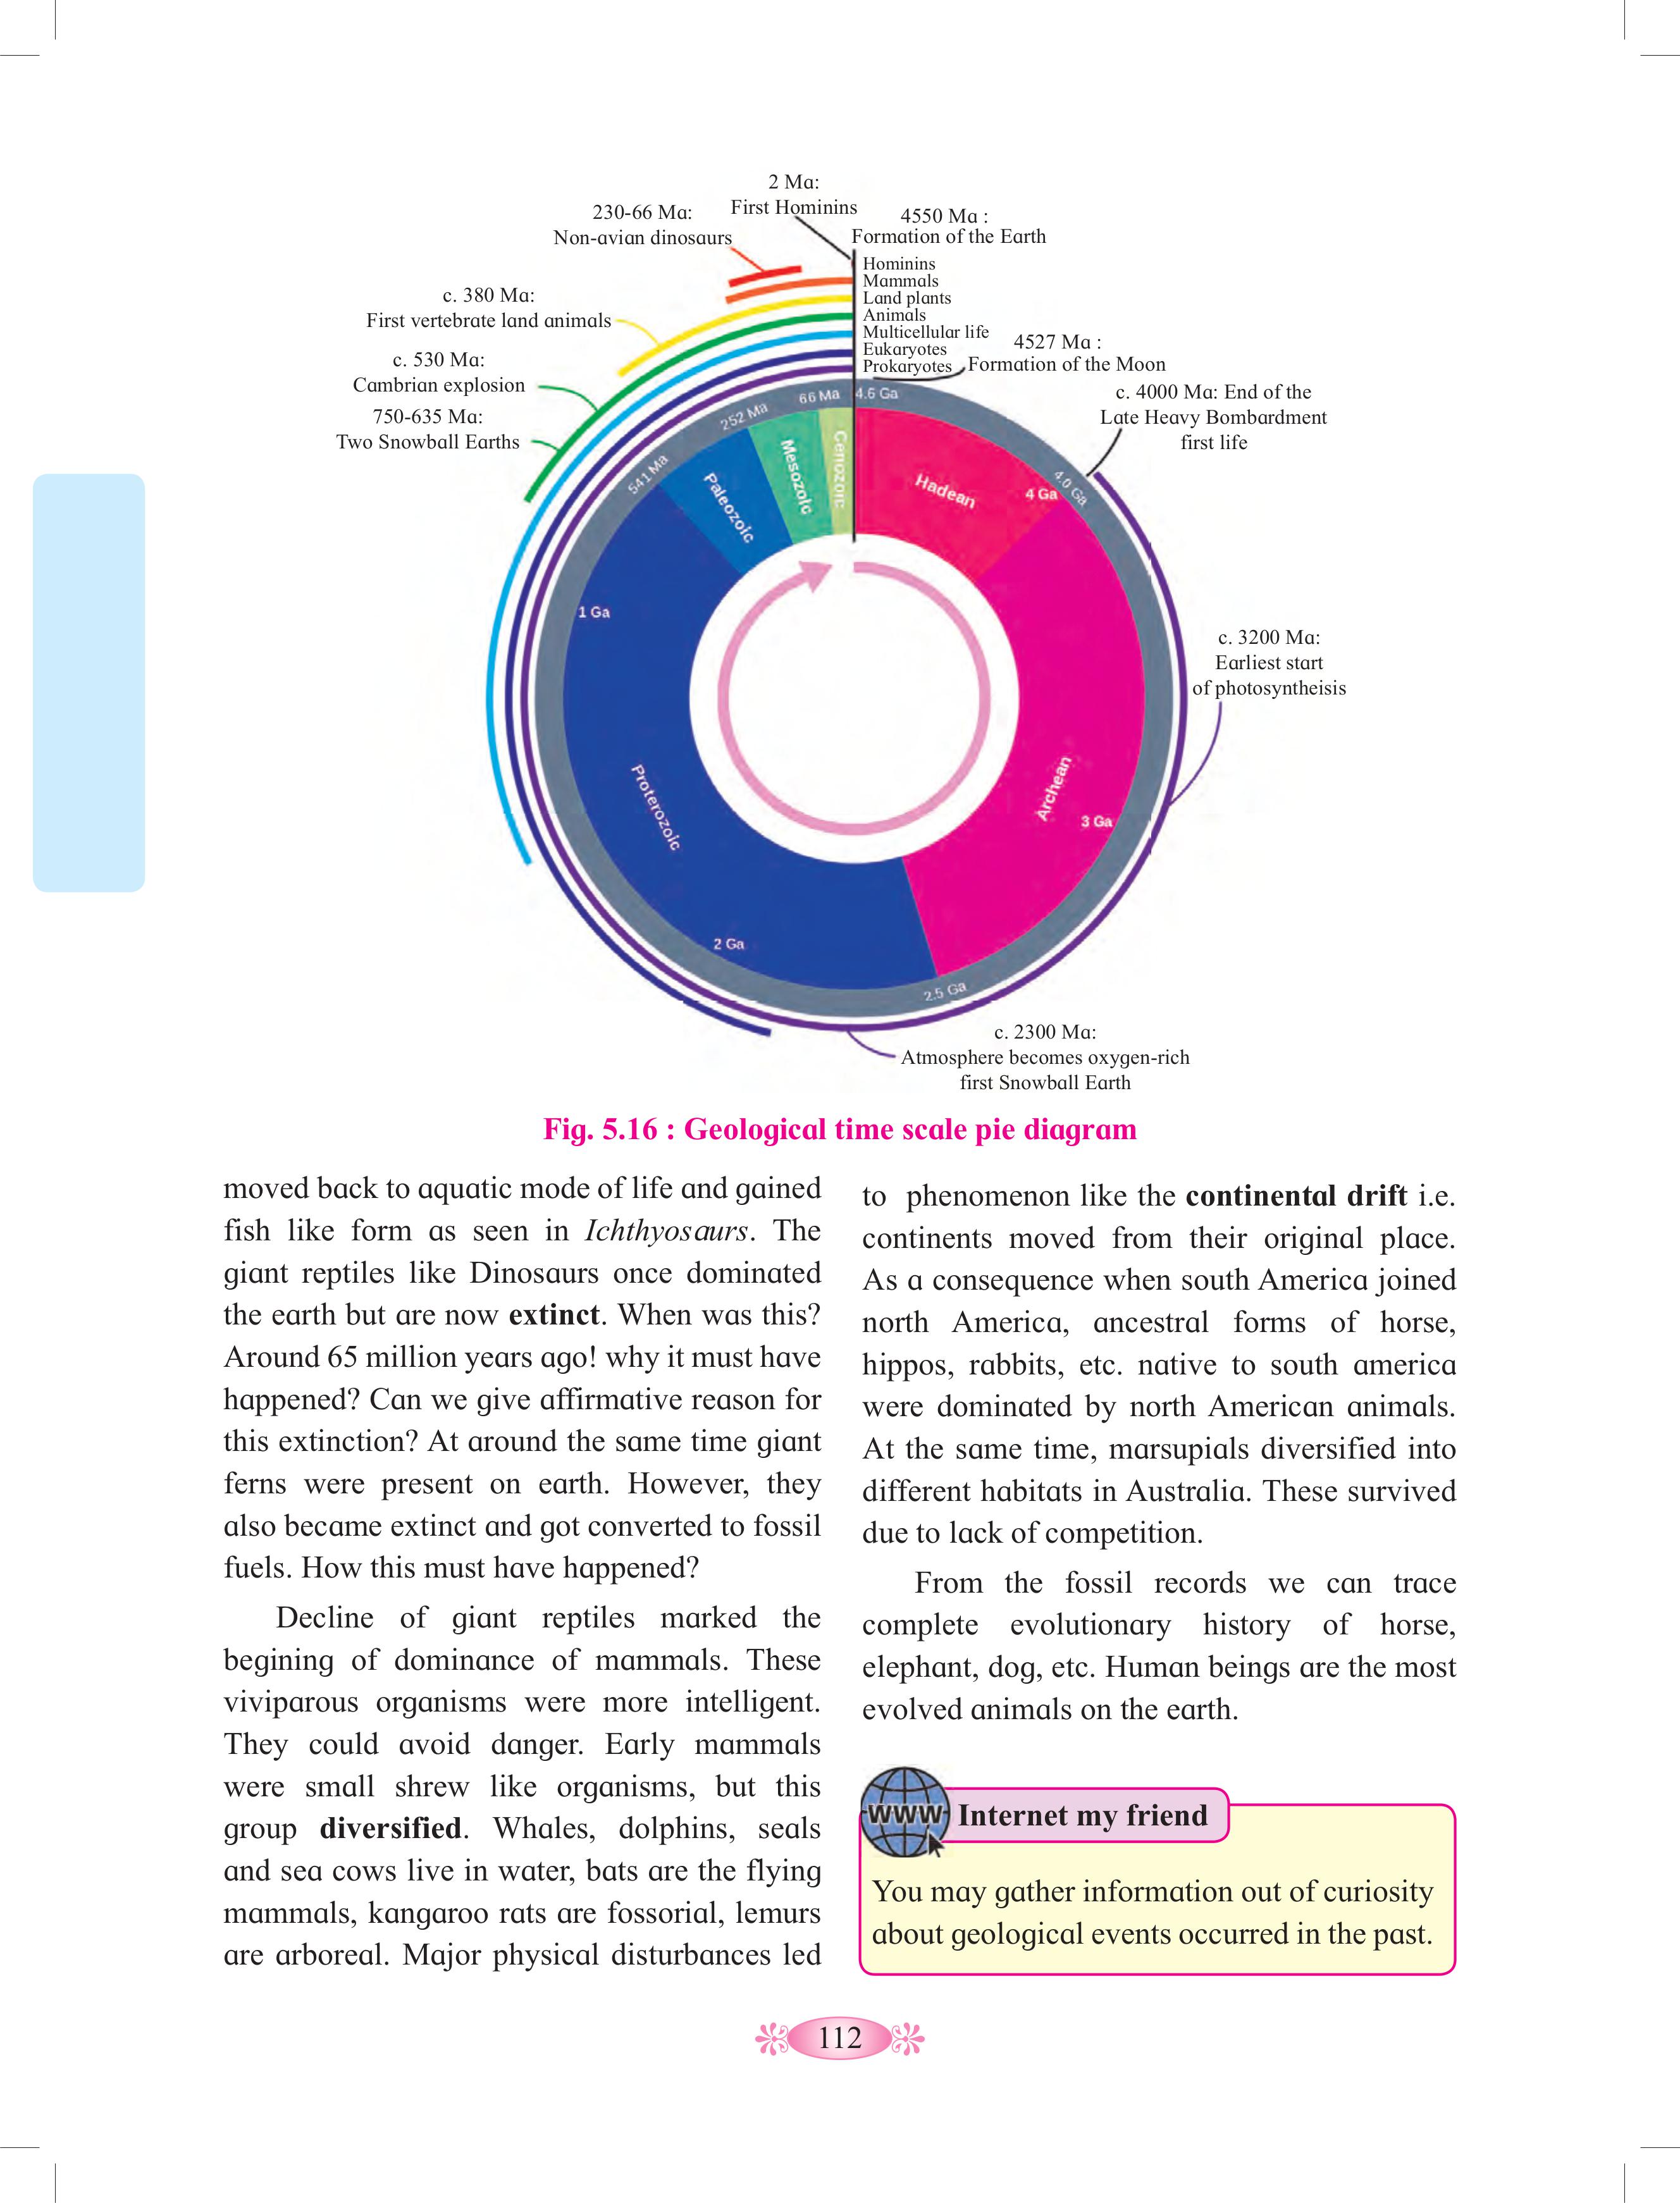 2 Ma:
First Hominins
230-66 Ma:
Non-avian dinosaurs
4550 Ma :
Formation of the Earth
Hominins
Mammals
Land plants
Animals
Multicellular life
Eukaryotes
Prokaryotes
c. 380 Ma:
First vertebrate land animals
c. 530 Ma:
Cambrian explosion
750-635 Ma:
Two Snowball Earths
4527 Ma :
Formation of the Moon
c. 4000 Ma: End of the
Late Heavy Bombardment
first life
c. 3200 Ma:
Earliest start
of photosyntheisis
c. 2300 Ma:
Atmosphere becomes oxygen-rich
first Snowball Earth
4.6 Ga
4.0 Ga
2.5 Ga
541 Ma
252 Ma
66 Ma
Hadean
4 Ga
Archean
3 Ga
Proterozoic
2 Ga
1 Ga
Paleozoic
Mesozoic
Cenozoic
Fig. 5.16 : Geological time scale pie diagram
moved back to aquatic mode of life and gained
fish like form as seen in Ichthyosaurs. The
giant reptiles like Dinosaurs once dominated
the earth but are now extinct. When was this?
Around 65 million years ago! why it must have
happened? Can we give affirmative reason for
this extinction? At around the same time giant
ferns were present on earth. However, they
also became extinct and got converted to fossil
fuels. How this must have happened?
Decline of giant reptiles marked the
begining of dominance of mammals. These
viviparous organisms were more intelligent.
They could avoid danger. Early mammals
were small shrew like organisms, but this
group diversified. Whales, dolphins, seals
and sea cows live in water, bats are the flying
mammals, kangaroo rats are fossorial, lemurs
are arboreal. Major physical disturbances led
to phenomenon like the continental drift i.e.
continents moved from their original place.
As a consequence when south America joined
north America, ancestral forms of horse,
hippos, rabbits, etc. native to south america
were dominated by north American animals.
At the same time, marsupials diversified into
different habitats in Australia. These survived
due to lack of competition.
From the fossil records we can trace
complete evolutionary history of horse,
elephant, dog, etc. Human beings are the most
evolved animals on the earth.
WWW
Internet my friend
You may gather information out of curiosity
about geological events occurred in the past.
112